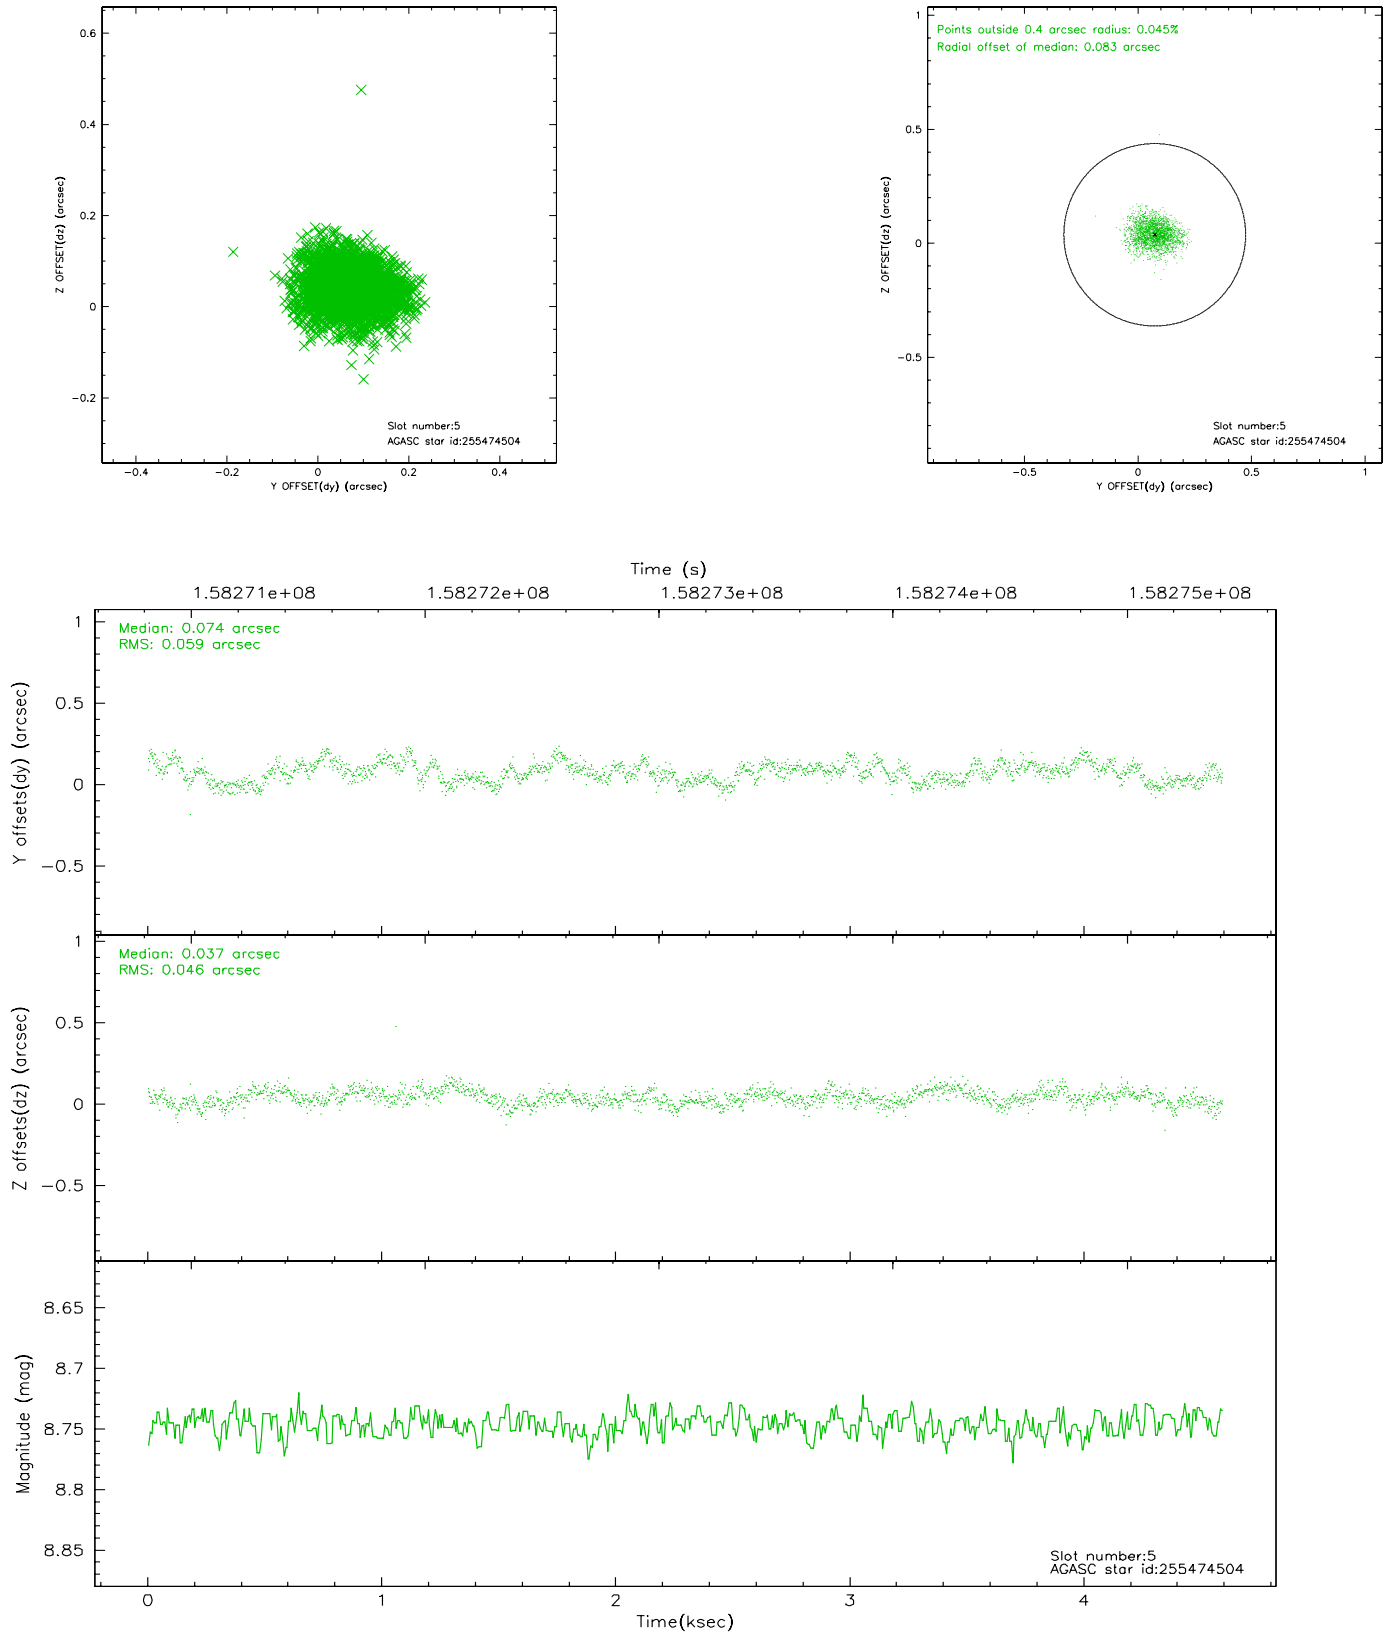 0.6
0.4
0.2
0
−0.2
Z OFFSET(dz) (arcsec)
Slot number:5
AGASC star id:255474504
−0.4 −0.2 0 0.2 0.4
Y OFFSET(dy) (arcsec)
Points outside 0.4 arcsec radius: 0.045%
Radial offset of median: 0.083 arcsec
1
0.5
0
−0.5
Z OFFSET(dz) (arcsec)
Slot number:5
AGASC star id:255474504
−0.5 0 0.5 1
Y OFFSET(dy) (arcsec)
Time (s)
1.58271e+08 1.58272e+08 1.58273e+08 1.58274e+08 1.58275e+08
Median: 0.074 arcsec
RMS: 0.059 arcsec
1
0.5
0
−0.5
Y offsets(dy) (arcsec)
Median: 0.037 arcsec
RMS: 0.046 arcsec
1
0.5
0
−0.5
Z offsets(dz) (arcsec)
8.65
8.7
8.75
8.8
8.85
Magnitude (mag)
Slot number:5
AGASC star id:255474504
0 1 2 3 4
Time(ksec)